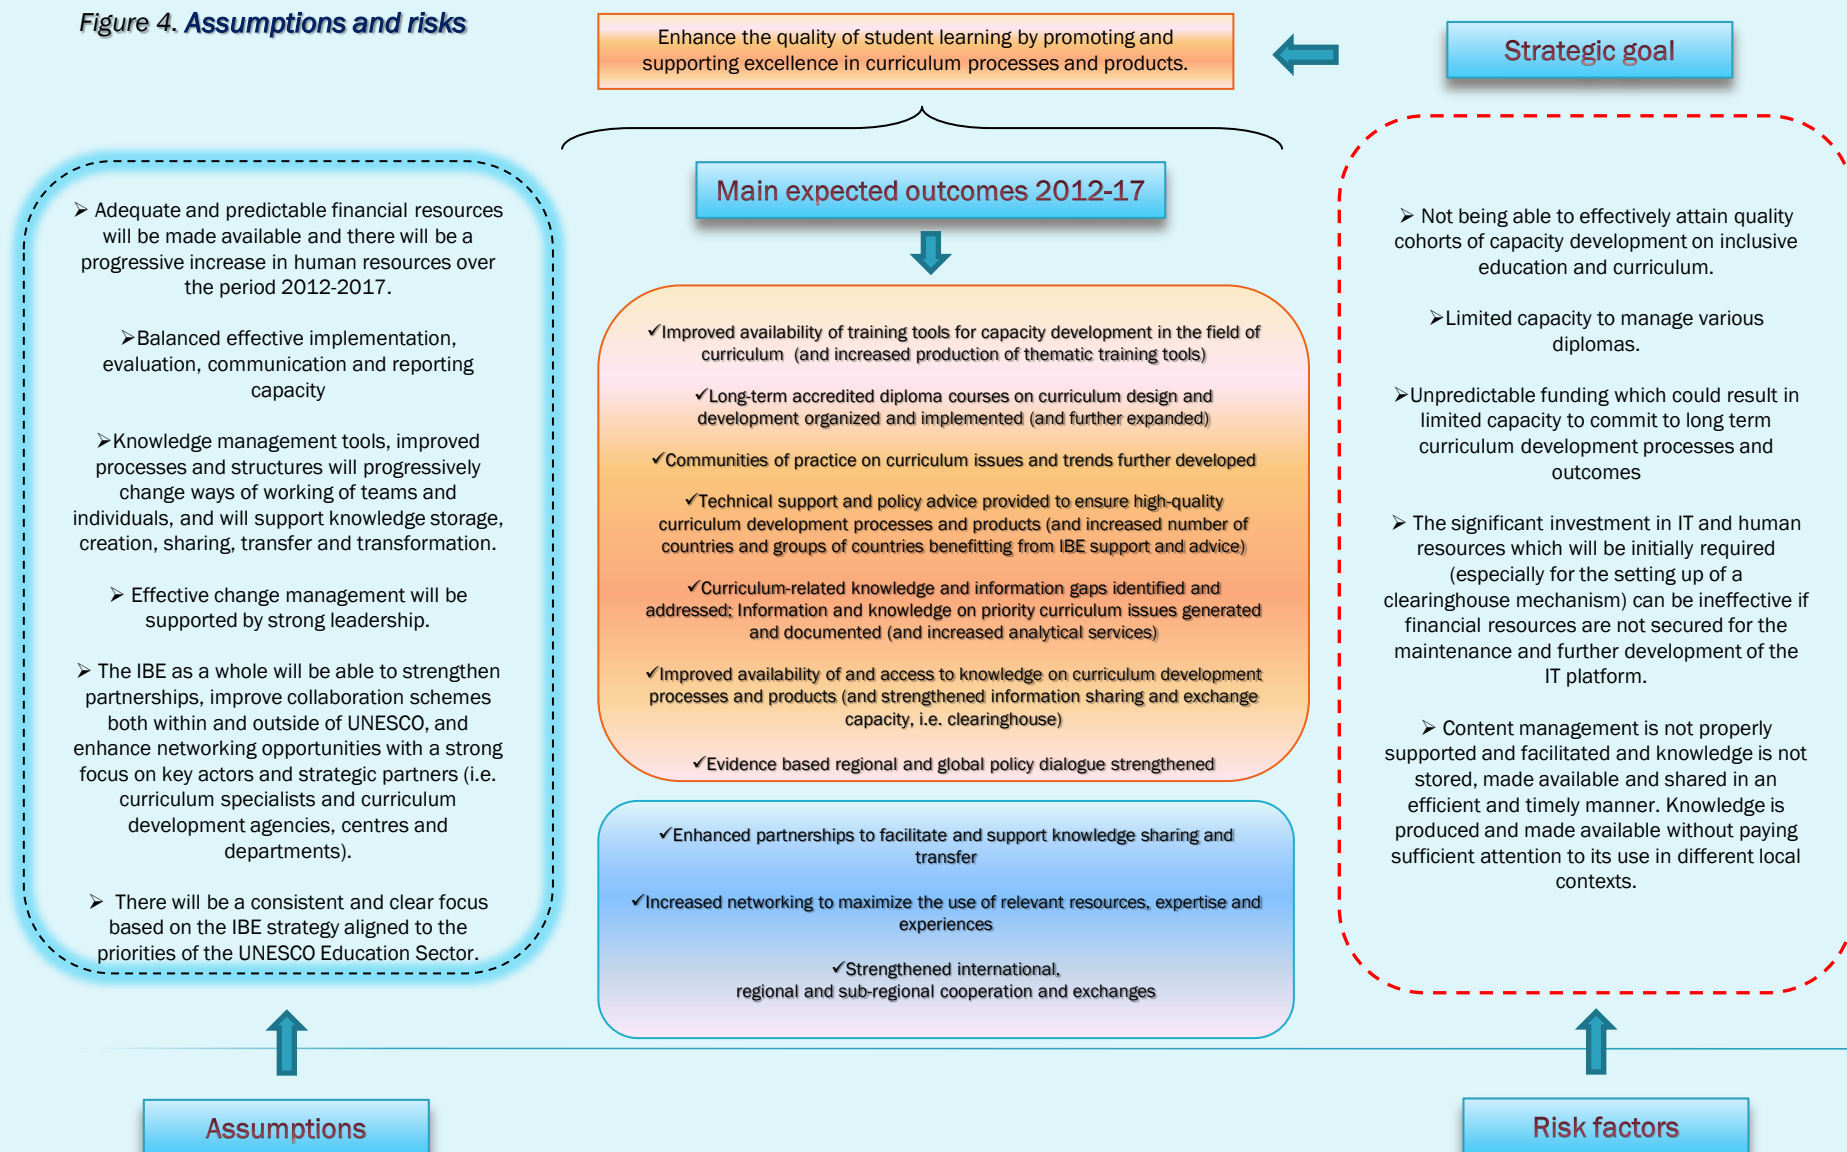 Figure 4. Assumptions and risks
Enhance the quality of student learning by promoting and
supporting excellence in curriculum processes and products.
Strategic goal
➢ Adequate and predictable financial resources
will be made available and there will be a
progressive increase in human resources over
the period 2012-2017.
➢Balanced effective implementation,
evaluation, communication and reporting
capacity
➢Knowledge management tools, improved
processes and structures will progressively
change ways of working of teams and
individuals, and will support knowledge storage,
creation, sharing, transfer and transformation.
➢ Effective change management will be
supported by strong leadership.
➢ The IBE as a whole will be able to strengthen
partnerships, improve collaboration schemes
both within and outside of UNESCO, and
enhance networking opportunities with a strong
focus on key actors and strategic partners (i.e.
curriculum specialists and curriculum
development agencies, centres and
departments).
➢ There will be a consistent and clear focus
based on the IBE strategy aligned to the
priorities of the UNESCO Education Sector.
Assumptions
Main expected outcomes 2012-17
✓Improved availability of training tools for capacity development in the field of
curriculum (and increased production of thematic training tools)
✓Long-term accredited diploma courses on curriculum design and
development organized and implemented (and further expanded)
✓Communities of practice on curriculum issues and trends further developed
✓Technical support and policy advice provided to ensure high-quality
curriculum development processes and products (and increased number of
countries and groups of countries benefitting from IBE support and advice)
✓Curriculum-related knowledge and information gaps identified and
addressed; Information and knowledge on priority curriculum issues generated
and documented (and increased analytical services)
✓Improved availability of and access to knowledge on curriculum development
processes and products (and strengthened information sharing and exchange
capacity, i.e. clearinghouse)
✓Evidence based regional and global policy dialogue strengthened
✓Enhanced partnerships to facilitate and support knowledge sharing and
transfer
✓Increased networking to maximize the use of relevant resources, expertise and
experiences
✓Strengthened international,
regional and sub-regional cooperation and exchanges
➢ Not being able to effectively attain quality
cohorts of capacity development on inclusive
education and curriculum.
➢Limited capacity to manage various
diplomas.
➢Unpredictable funding which could result in
limited capacity to commit to long term
curriculum development processes and
outcomes
➢ The significant investment in IT and human
resources which will be initially required
(especially for the setting up of a
clearinghouse mechanism) can be ineffective if
financial resources are not secured for the
maintenance and further development of the
IT platform.
➢ Content management is not properly
supported and facilitated and knowledge is not
stored, made available and shared in an
efficient and timely manner. Knowledge is
produced and made available without paying
sufficient attention to its use in different local
contexts.
Risk factors